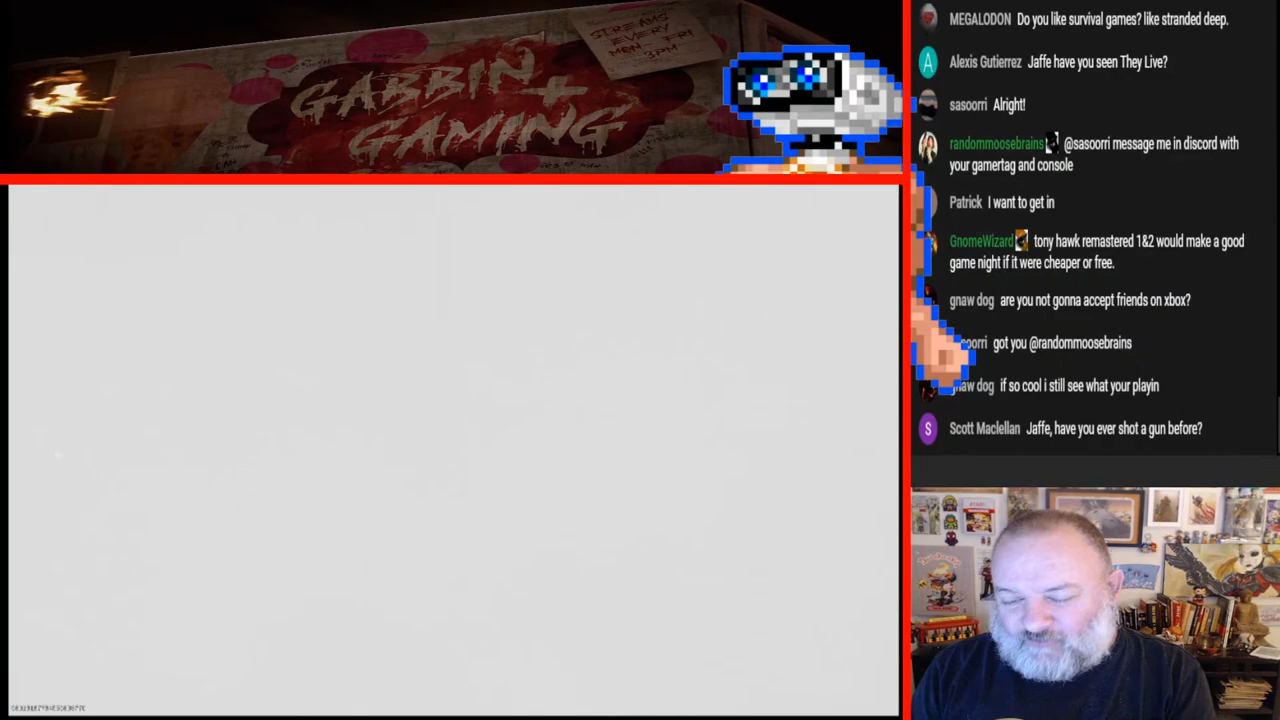 STREAMS
EVERY
MON - FRI
3PM
GABBIN +
GAMING
MEGALODON Do you like survival games? like stranded deep.
Alexis Gutierrez Jaffe have you seen They Live?
sasoorri Alright!
randommoosebrains @sasoorri message me in discord with
your gamertag and console
Patrick I want to get in
GnomeWizard tony hawk remastered 1&2 would make a good
game night if it were cheaper or free.
gnaw dog are you not gonna accept friends on xbox?
oorri got you @randommoosebrains
naw dog if so cool i still see what your playin
S Scott Maclellan Jaffe, have you ever shot a gun before?